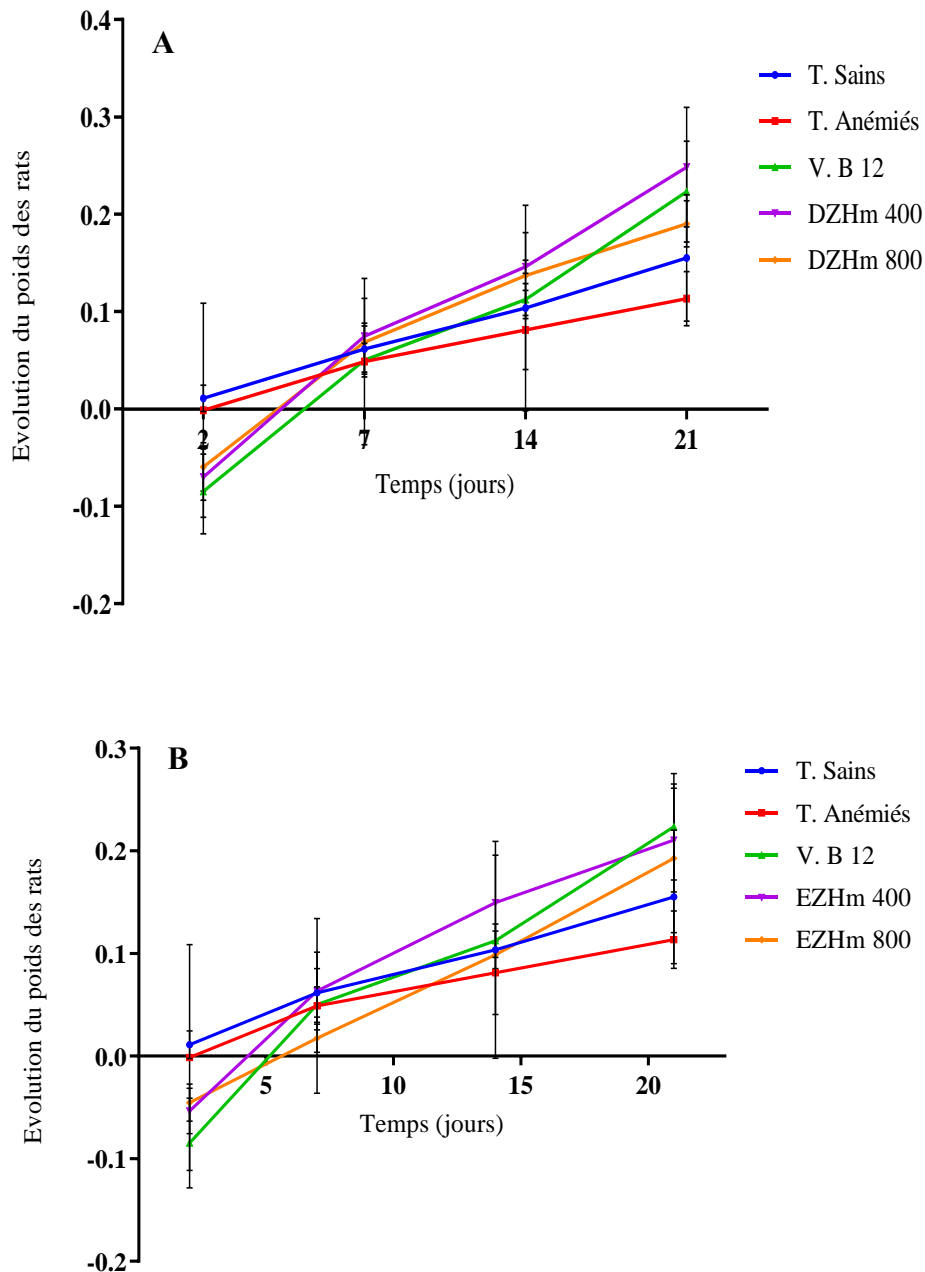 A
0.4
0.3
0.2
0.1
0.0
-0.1
-0.2
Evolution du poids des rats
2 7 14 21
Temps (jours)
T. Sains
T. Anémiés
V. B 12
DZHm 400
DZHm 800
B
0.3
0.2
0.1
0.0
-0.1
-0.2
Evolution du poids des rats
5 10 15 20
Temps (jours)
T. Sains
T. Anémiés
V. B 12
EZHm 400
EZHm 800